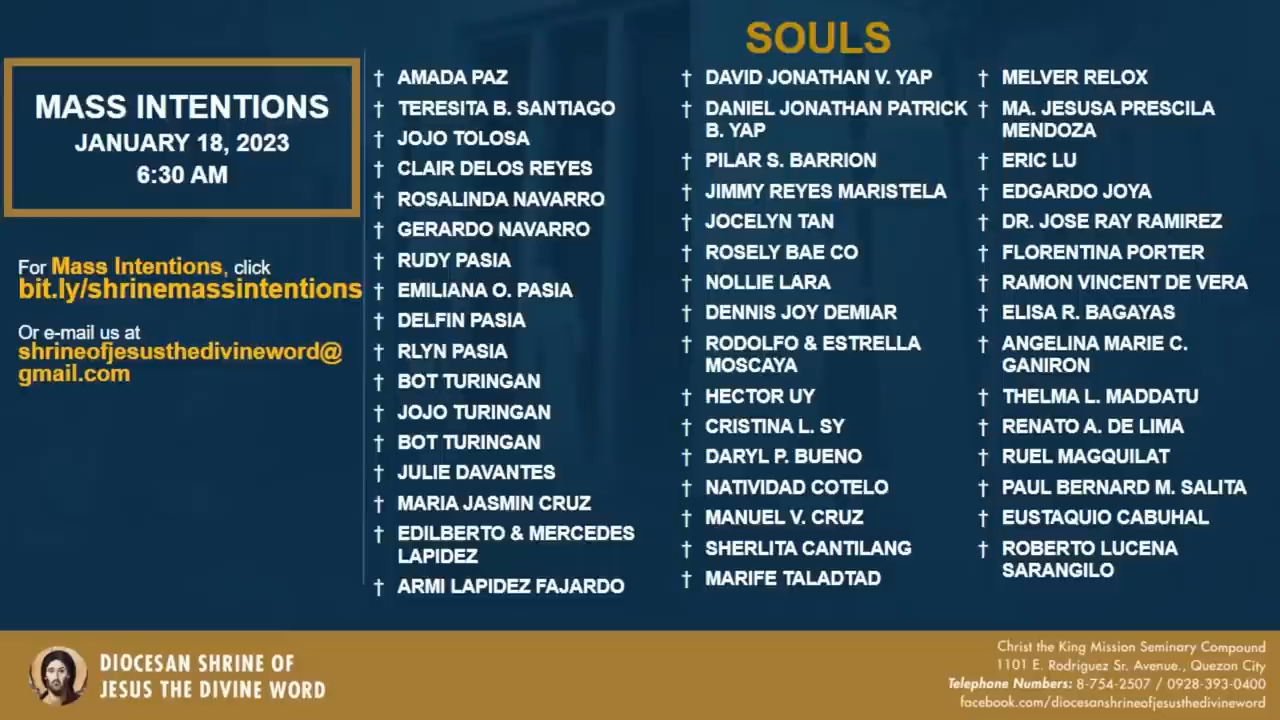 SOULS
MASS INTENTIONS
JANUARY 18, 2023
6:30 AM
For Mass Intentions, click
bit.ly/shrinemassintentions
Or e-mail us at
shrineofjesusthedivineword@
gmail.com
† AMADA PAZ
† TERESITA B. SANTIAGO
† JOJO TOLOSA
† CLAIR DELOS REYES
† ROSALINDA NAVARRO
† GERARDO NAVARRO
† RUDY PASIA
† EMILIANA O. PASIA
† DELFIN PASIA
† RLYN PASIA
† BOT TURINGAN
† JOJO TURINGAN
† BOT TURINGAN
† JULIE DAVANTES
† MARIA JASMIN CRUZ
† EDILBERTO & MERCEDES
LAPIDEZ
† ARMI LAPIDEZ FAJARDO
† DAVID JONATHAN V. YAP
† DANIEL JONATHAN PATRICK
B. YAP
† PILAR S. BARRION
† JIMMY REYES MARISTELA
† JOCELYN TAN
† ROSELY BAE CO
† NOLLIE LARA
† DENNIS JOY DEMIAR
† RODOLFO & ESTRELLA
MOSCAYA
† HECTOR UY
† CRISTINA L. SY
† DARYL P. BUENO
† NATIVIDAD COTELO
† MANUEL V. CRUZ
† SHERLITA CANTILANG
† MARIFE TALADTAD
† MELVER RELOX
† MA. JESUSA PRESCILA
MENDOZA
† ERIC LU
† EDGARDO JOYA
† DR. JOSE RAY RAMIREZ
† FLORENTINA PORTER
† RAMON VINCENT DE VERA
† ELISA R. BAGAYAS
† ANGELINA MARIE C.
GANIRON
† THELMA L. MADDATU
† RENATO A. DE LIMA
† RUEL MAGQUILAT
† PAUL BERNARD M. SALITA
† EUSTAQUIO CABUHAL
† ROBERTO LUCENA
SARANGILO
DIOCESAN SHRINE OF
JESUS THE DIVINE WORD
Christ the King Mission Seminary Compound
1101 E. Rodriguez Sr. Avenue., Quezon City
Telephone Numbers: 8-754-2507 / 0928-393-0400
facebook.com/diocesanshrineofjesusthedivineword